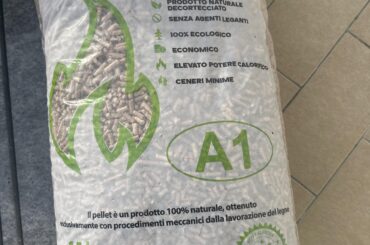 PRODOTTO NATURALE
DECORTECCIATO
SENZA AGENTI LEGANTI
100% ECOLOGICO
ECONOMICO
ELEVATO POTERE CALORIFICO
CENERI MINIME
A1
Il pellet è un prodotto 100% naturale, ottenuto
esclusivamente con procedimenti meccanici dalla lavorazione del legno